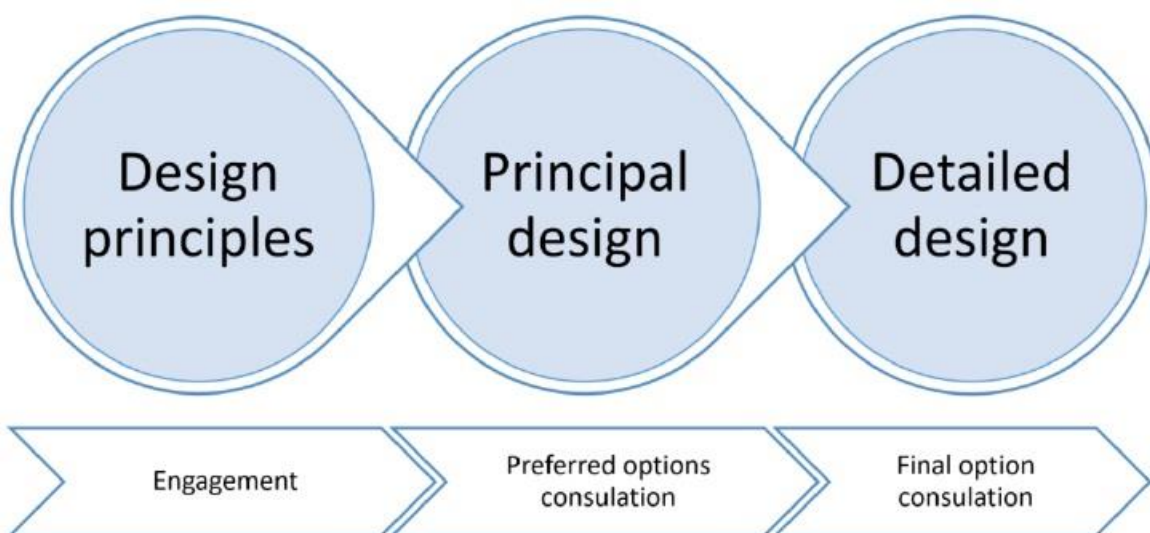 Design
principles
Principal
design
Detailed
design
Engagement
Preferred options
consulation
Final option
consulation